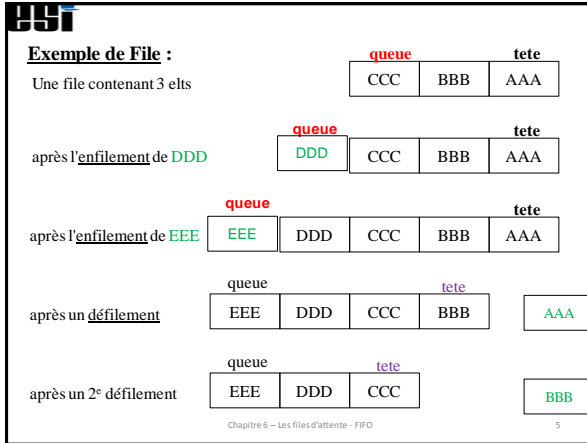 esi
Exemple de File :
queue tete
Une file contenant 3 elts CCC BBB AAA
queue tete
après l'enfilement de DDD DDD CCC BBB AAA
queue tete
après l'enfilement de EEE EEE DDD CCC BBB AAA
queue tete
après un défilement EEE DDD CCC BBB AAA
queue tete
après un 2e défilement EEE DDD CCC BBB
Chapitre 6 – Les files d'attente - FIFO 5